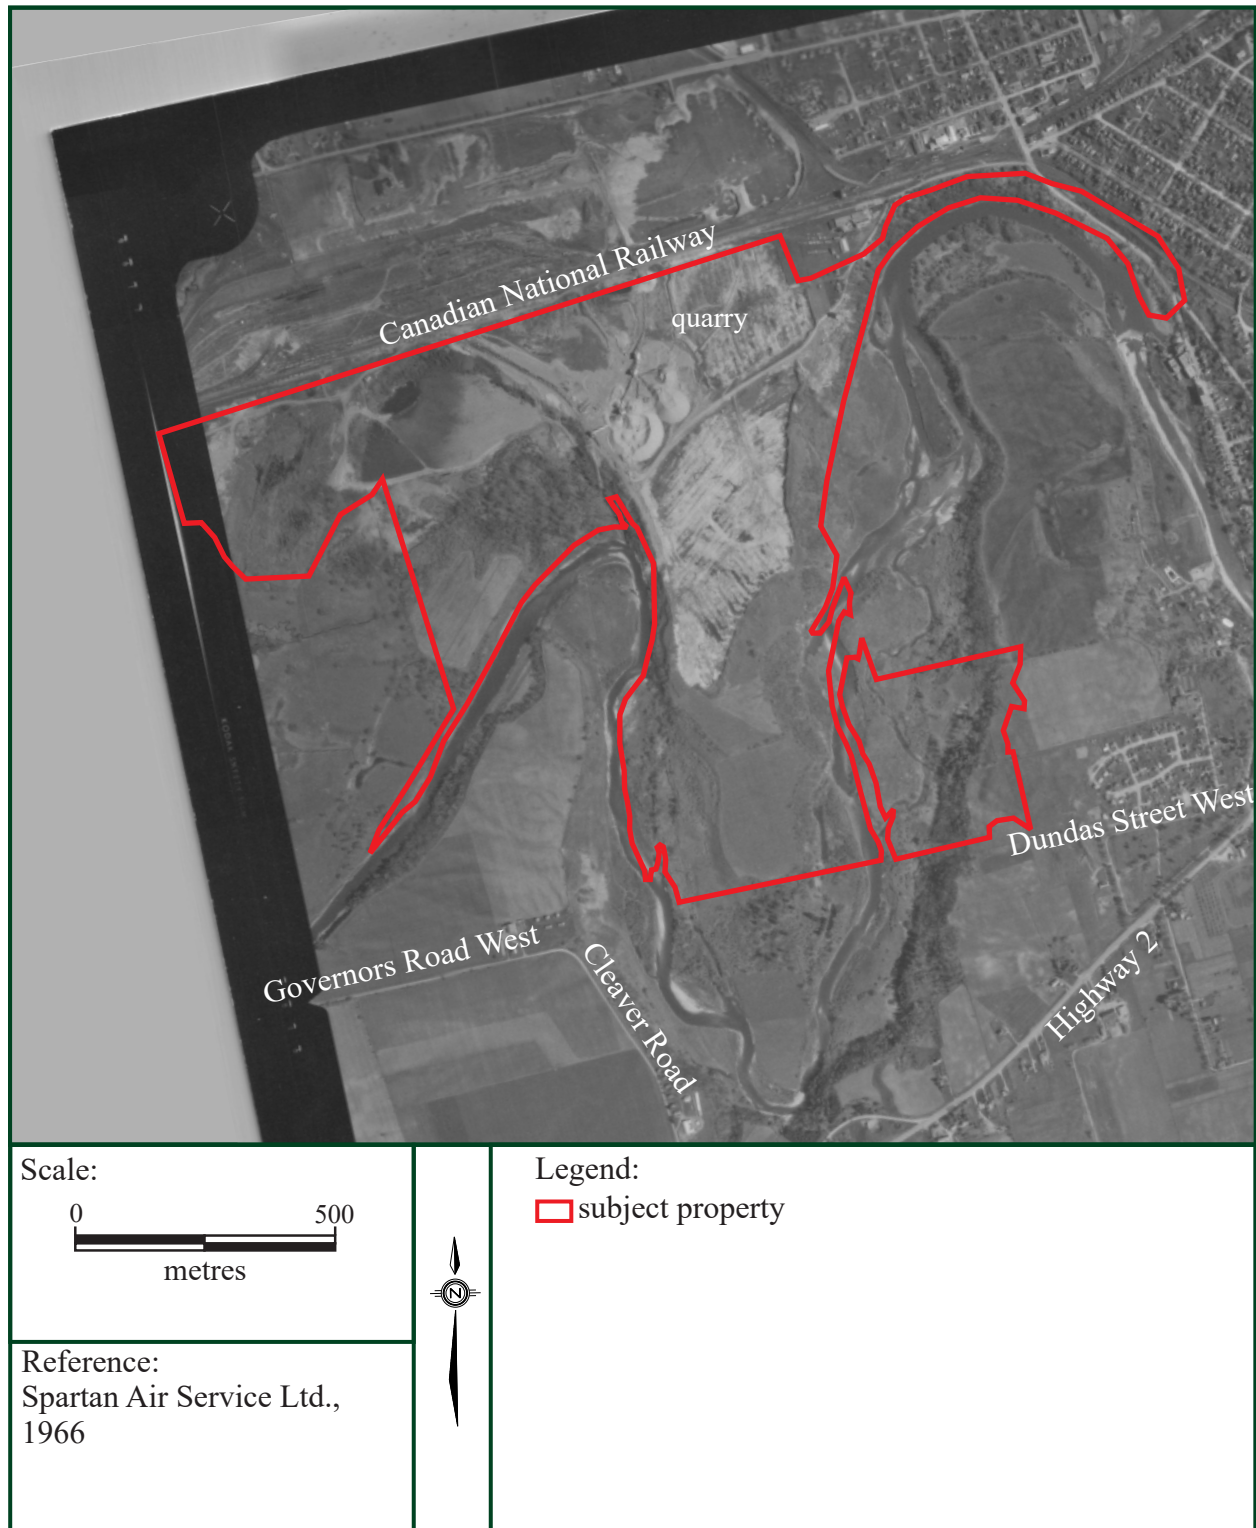 Canadian National Railway
quarry
Dundas Street West
Governors Road West
Cleaver Road
Highway 2
Scale:
0 500
metres
N
Legend:
subject property
Reference:
Spartan Air Service Ltd.,
1966